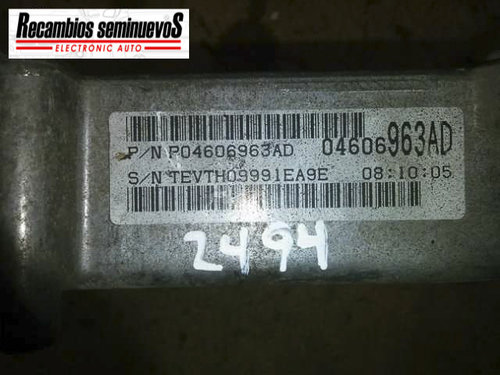 Recambios seminuevoS
ELECTRONIC AUTO
P/N P04606963AD 04606963AD
S/N TEVTH09991EA9E 08:10:05
2494